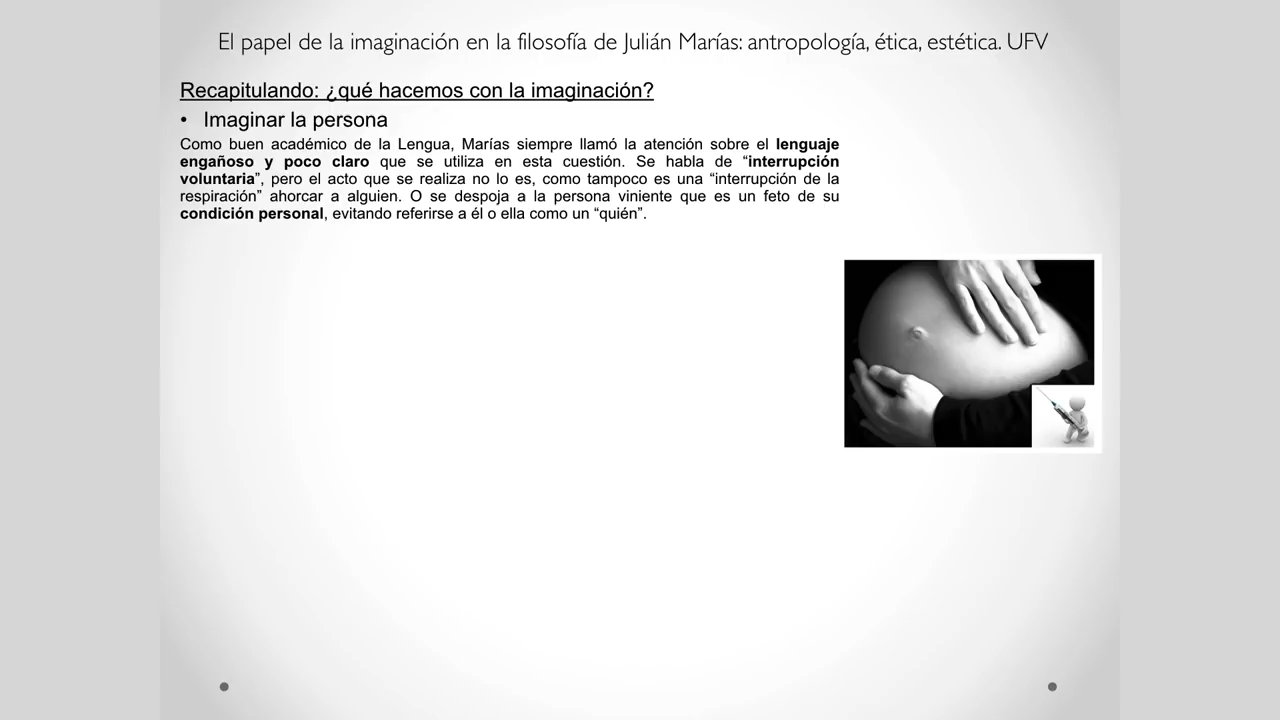 El papel de la imaginación en la filosofía de Julián Marías: antropología, ética, estética. UFV
Recapitulando: ¿qué hacemos con la imaginación?
• Imaginar la persona
Como buen académico de la Lengua, Marías siempre llamó la atención sobre el lenguaje
engañoso y poco claro que se utiliza en esta cuestión. Se habla de “interrupción
voluntaria”, pero el acto que se realiza no lo es, como tampoco es una “interrupción de la
respiración” ahorcar a alguien. O se despoja a la persona viniente que es un feto de su
condición personal, evitando referirse a él o ella como un “quién”.